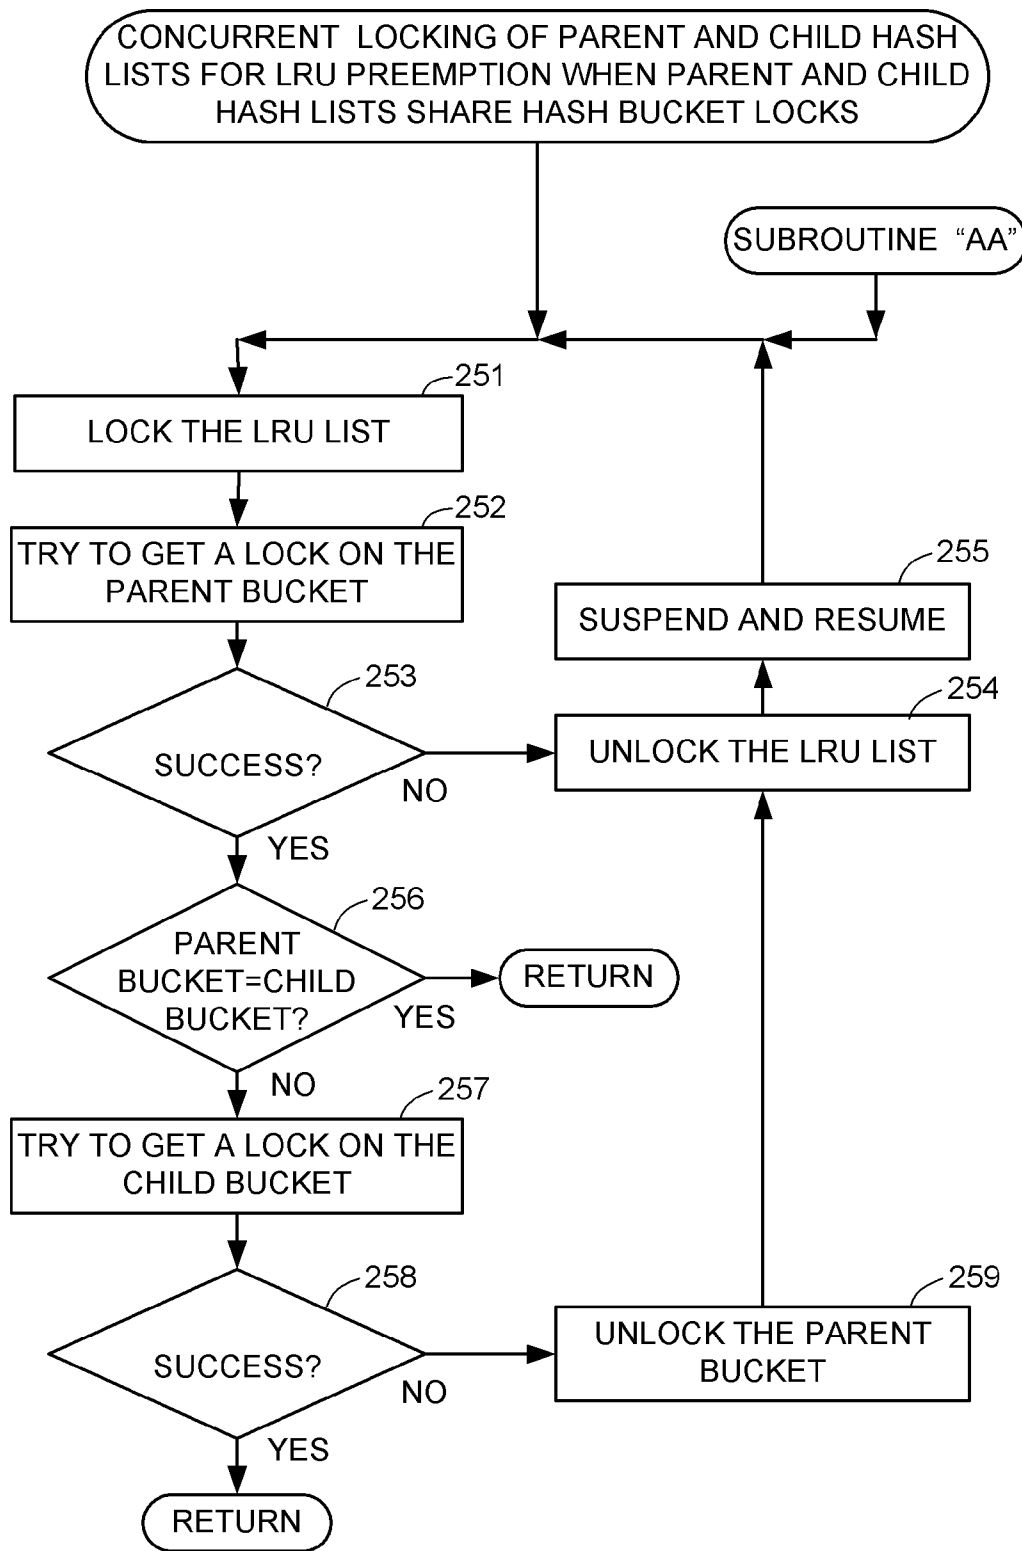 CONCURRENT LOCKING OF PARENT AND CHILD HASH
LISTS FOR LRU PREEMPTION WHEN PARENT AND CHILD
HASH LISTS SHARE HASH BUCKET LOCKS
SUBROUTINE “AA”
251
LOCK THE LRU LIST
252
TRY TO GET A LOCK ON THE
PARENT BUCKET
255
SUSPEND AND RESUME
253
SUCCESS?
NO
YES
254
UNLOCK THE LRU LIST
256
PARENT
BUCKET=CHILD
BUCKET?
YES
RETURN
NO
257
TRY TO GET A LOCK ON THE
CHILD BUCKET
258
SUCCESS?
NO
YES
259
UNLOCK THE PARENT
BUCKET
RETURN